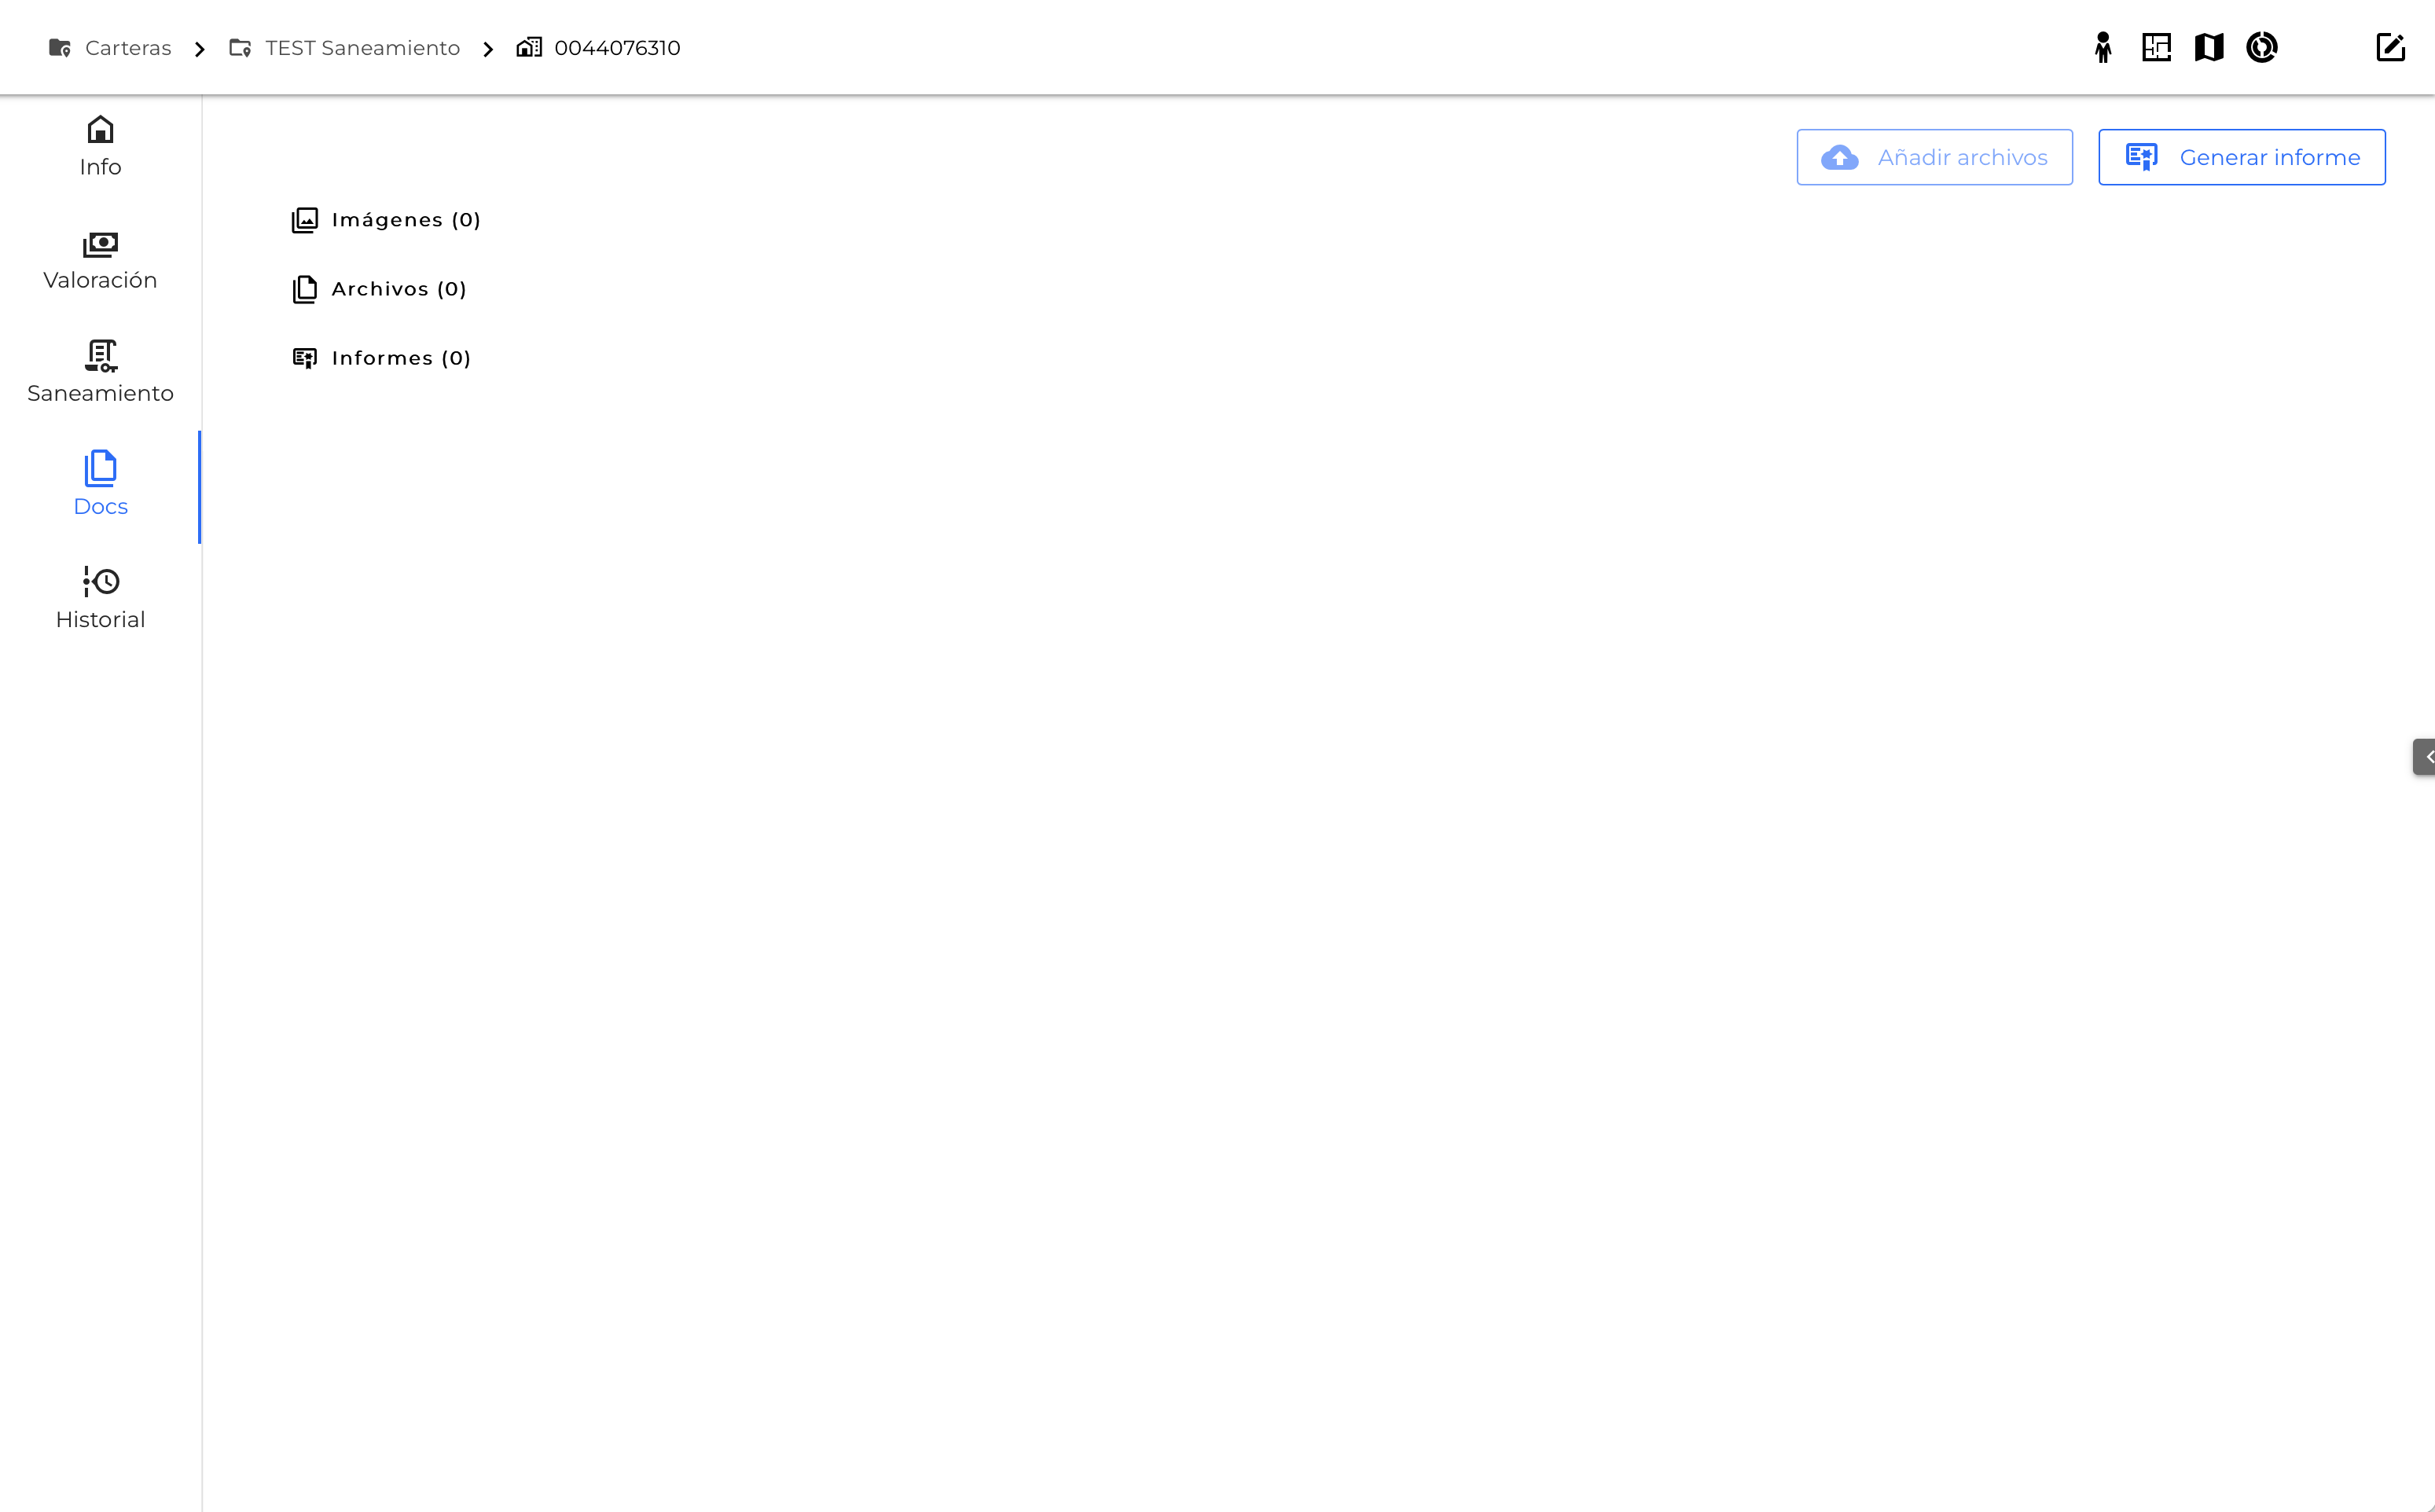 Carteras TEST Saneamiento 0044076310
Info
Valoración
Saneamiento
Docs
Historial
Añadir archivos Generar informe
Imágenes (0)
Archivos (0)
Informes (0)